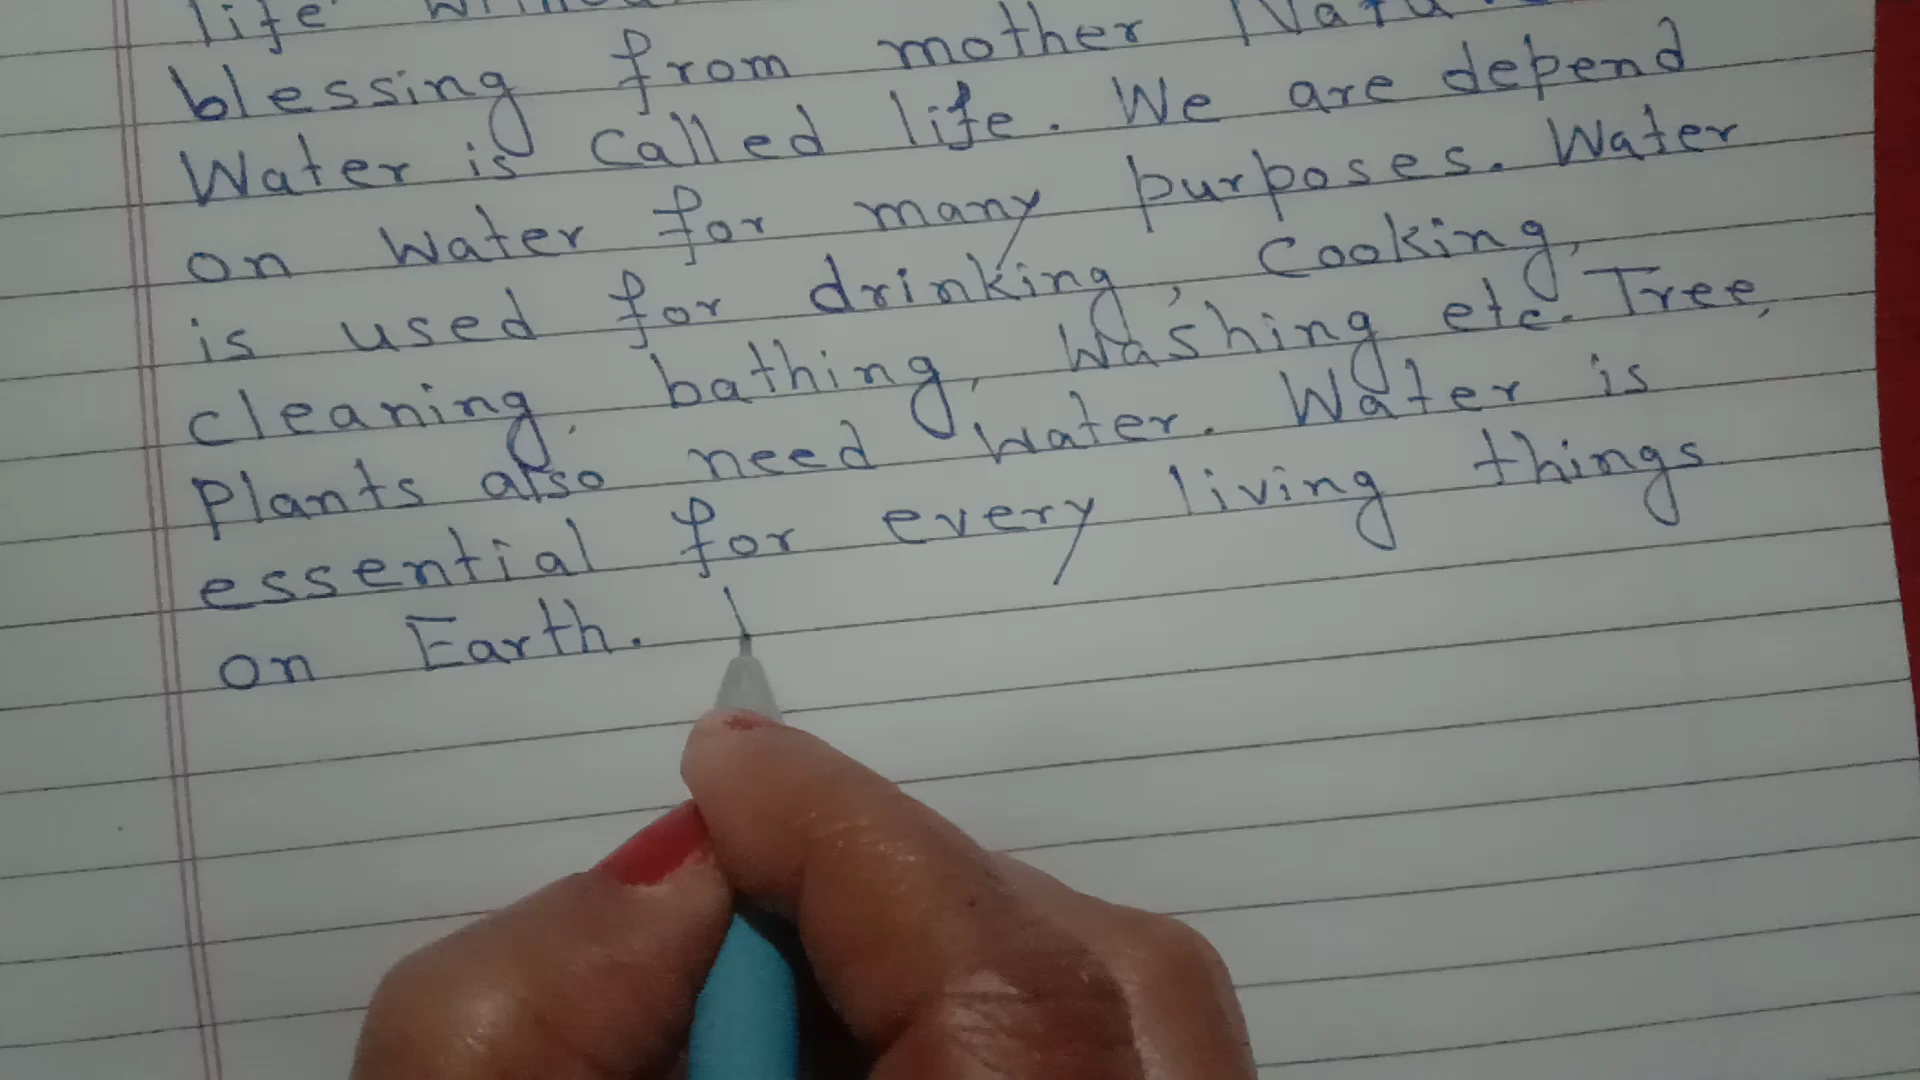 life
blessing from mother
Water is called life. We are depend
on water for many purposes. Water
is used for drinking, Cooking,
cleaning, bathing, Washing etc. Tree,
Plants also need water. Water is
essential for every living things
on Earth.